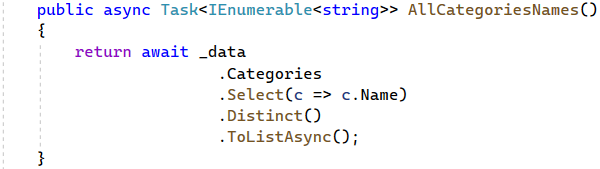 public async Task<IEnumerable<string>> AllCategoriesNames()
{
return await _data
.Categories
.Select(c => c.Name)
.Distinct()
.ToListAsync();
}